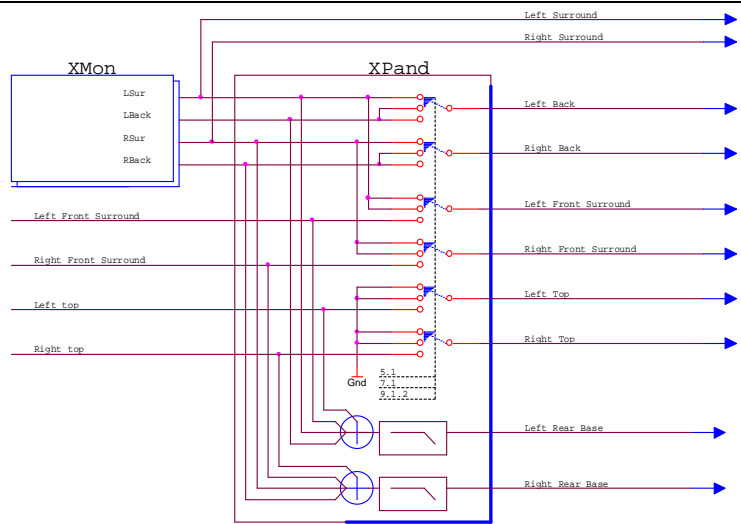 Left Surround
Right Surround
XMon
XPand
LSur
LBack
RSur
RBack
Left Back
Right Back
Left Front Surround
Left Front Surround
Right Front Surround
Right Front Surround
Left top
Left Top
Right top
Right Top
Gnd
5.1
7.1
9.1.2
Left Rear Base
Right Rear Base